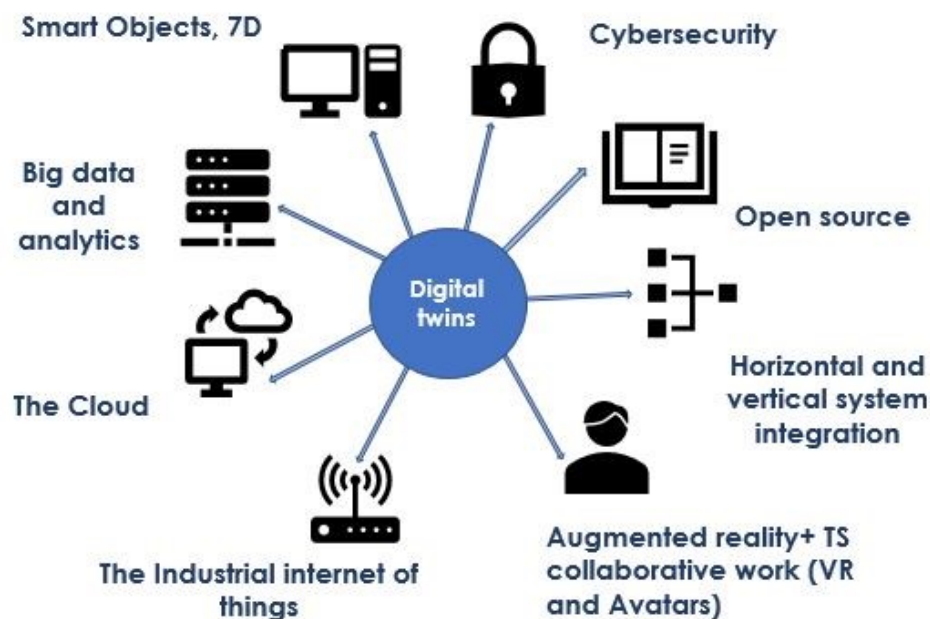 Smart Objects, 7D
Cybersecurity
Big data
and
analytics
Open source
Digital
twins
Horizontal and
vertical system
integration
The Cloud
The Industrial internet of
things
Augmented reality+ TS
collaborative work (VR
and Avatars)